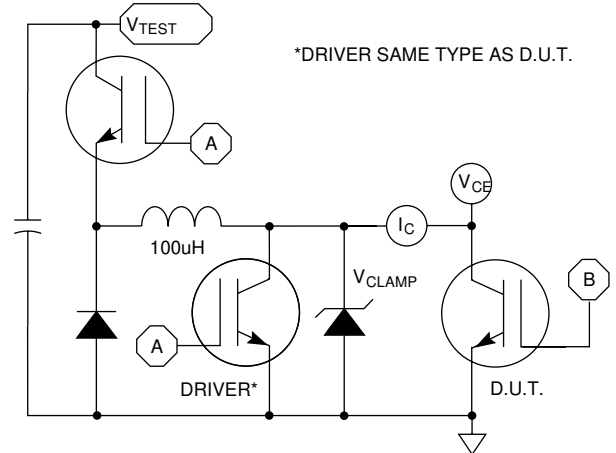 VTEST
*DRIVER SAME TYPE AS D.U.T.
A
VCE
IC
100uH
VCLAMP
B
A
DRIVER*
D.U.T.